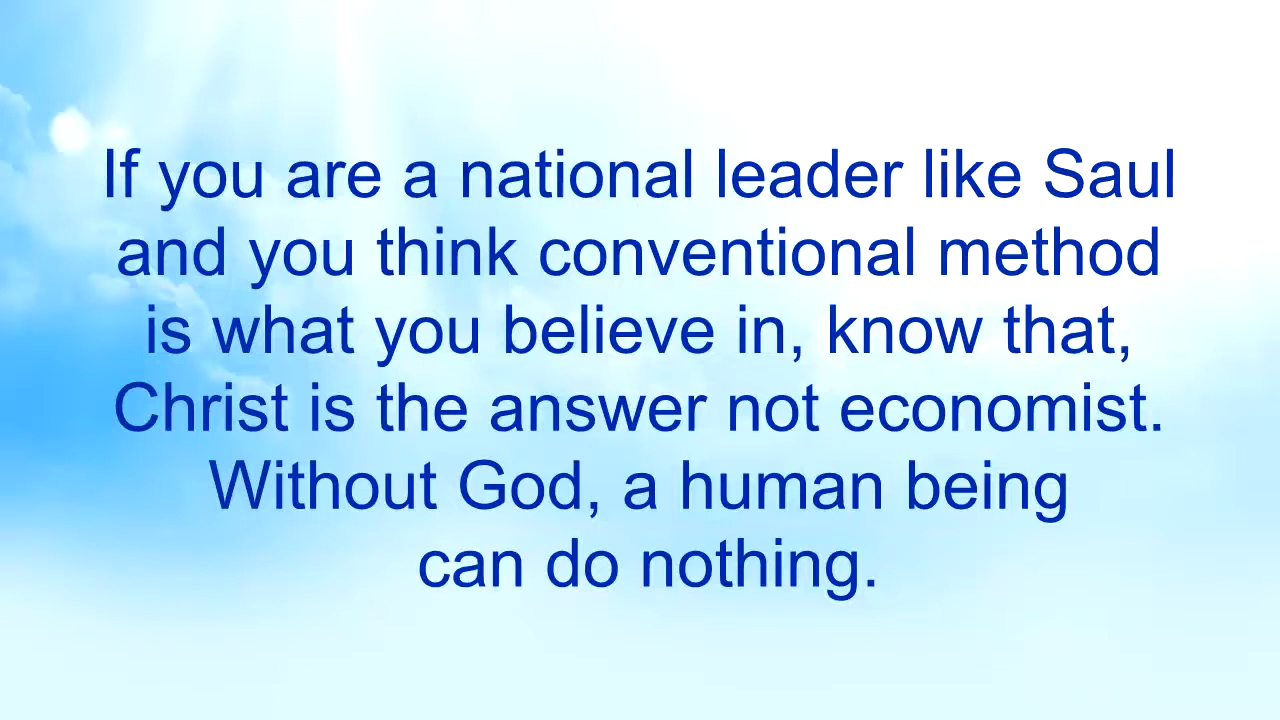 If you are a national leader like Saul
and you think conventional method
is what you believe in, know that,
Christ is the answer not economist.
Without God, a human being
can do nothing.